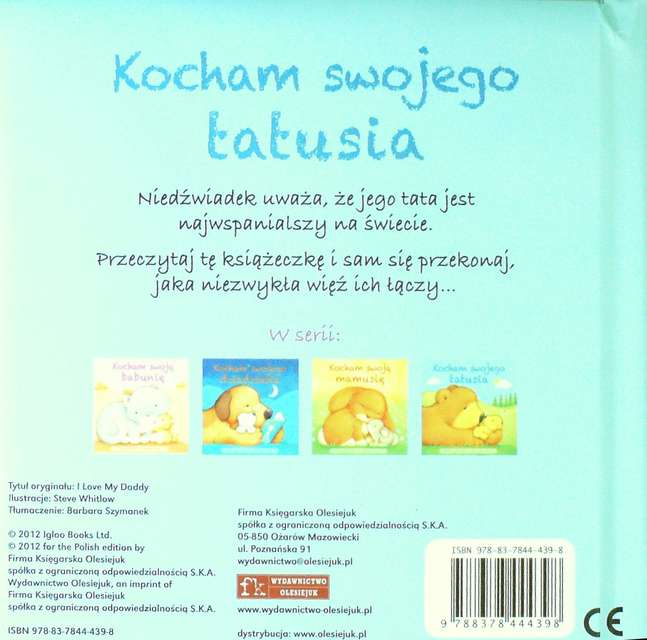 Kocham swojego
tatusia
Niedźwiadek uważa, że jego tata jest
najwspanialszy na świecie.
Przeczytaj tę książeczkę i sam się przekonaj,
jaka niezwykła więź ich łączy...
W serii:
Kocham swoją
babunię
Kocham swojego
dziadziusia
Kocham swoją
mamusię
Kocham swojego
tatusia
Tytuł oryginału: I Love My Daddy
Ilustracje: Steve Whitlow
Tłumaczenie: Barbara Szymanek
© 2012 Igloo Books Ltd.
© 2012 for the Polish edition by
Firma Księgarska Olesiejuk
spółka z ograniczoną odpowiedzialnością S.K.A.
Wydawnictwo Olesiejuk, an imprint of
Firma Księgarska Olesiejuk
spółka z ograniczoną odpowiedzialnością S.K.A.
ISBN 978-83-7844-439-8
Firma Księgarska Olesiejuk
spółka z ograniczoną odpowiedzialnością S.K.A.
05-850 Ożarów Mazowiecki
ul. Poznańska 91
wydawnictwo@olesiejuk.pl
fk WYDAWNICTWO
OLESIEJUK
www.wydawnictwo-olesiejuk.pl
dystrybucja: www.olesiejuk.pl
ISBN 978-83-7844-439-8
9 788378 444398
CE